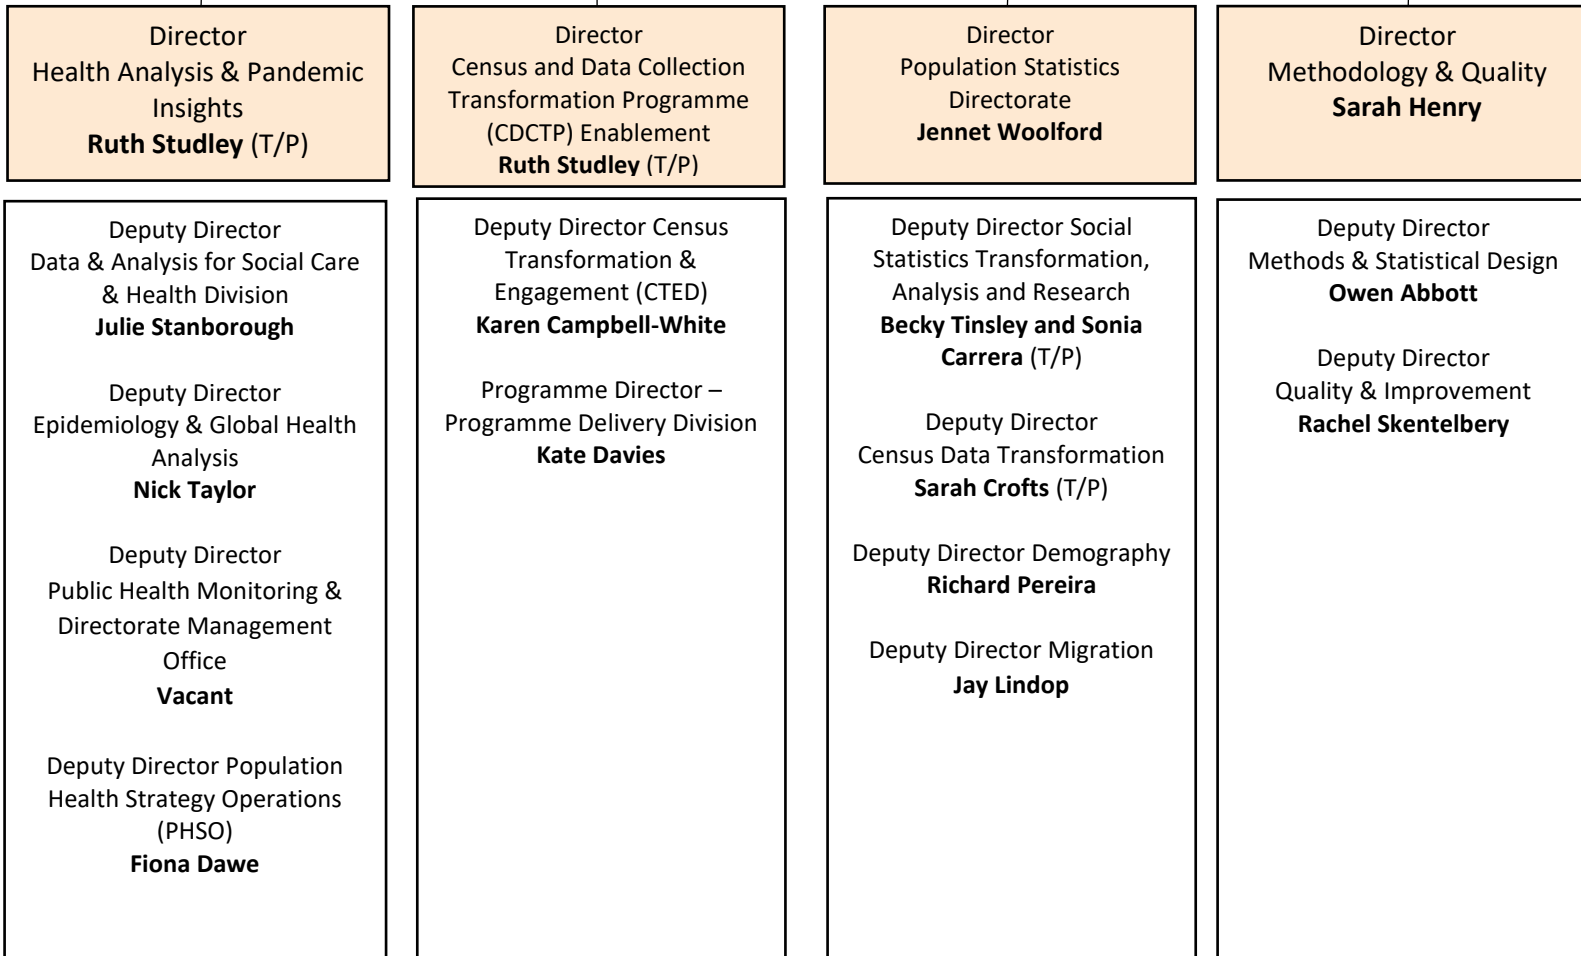 Director
Health Analysis & Pandemic
Insights
Ruth Studley (T/P)
Deputy Director
Data & Analysis for Social Care
& Health Division
Julie Stanborough
Deputy Director
Epidemiology & Global Health
Analysis
Nick Taylor
Deputy Director
Public Health Monitoring &
Directorate Management
Office
Vacant
Deputy Director Population
Health Strategy Operations
(PHSO)
Fiona Dawe
Director
Census and Data Collection
Transformation Programme
(CDCTP) Enablement
Ruth Studley (T/P)
Deputy Director Census
Transformation &
Engagement (CTED)
Karen Campbell-White
Programme Director –
Programme Delivery Division
Kate Davies
Director
Population Statistics
Directorate
Jennet Woolford
Deputy Director Social
Statistics Transformation,
Analysis and Research
Becky Tinsley and Sonia
Carrera (T/P)
Deputy Director
Census Data Transformation
Sarah Crofts (T/P)
Deputy Director Demography
Richard Pereira
Deputy Director Migration
Jay Lindop
Director
Methodology & Quality
Sarah Henry
Deputy Director
Methods & Statistical Design
Owen Abbott
Deputy Director
Quality & Improvement
Rachel Skentelbery